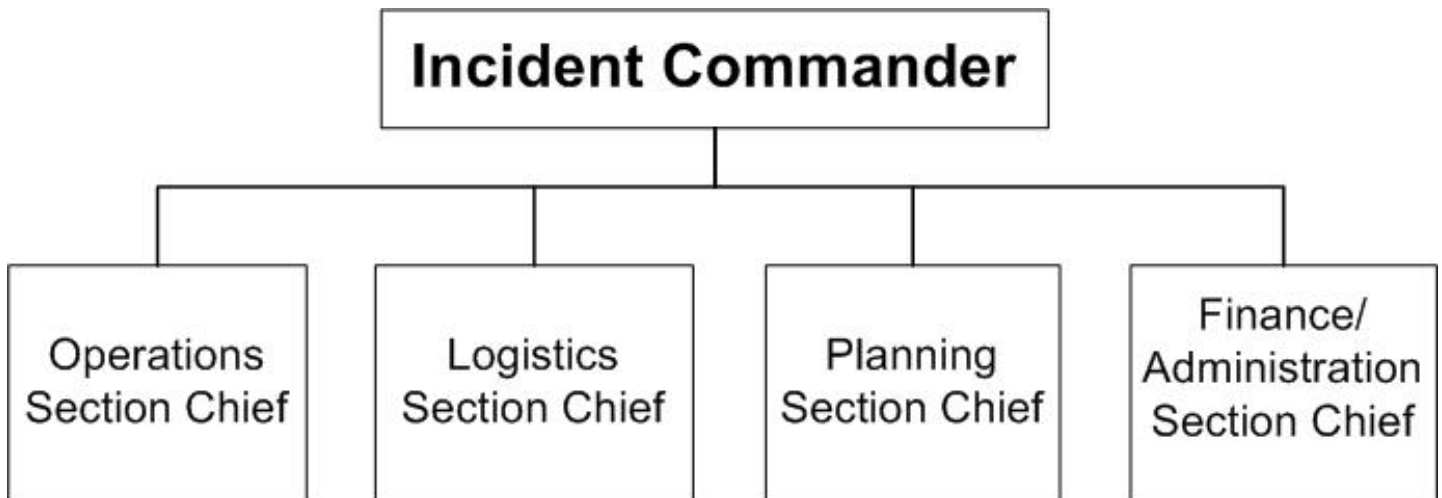 Incident Commander
Operations
Section Chief
Logistics
Section Chief
Planning
Section Chief
Finance/
Administration
Section Chief